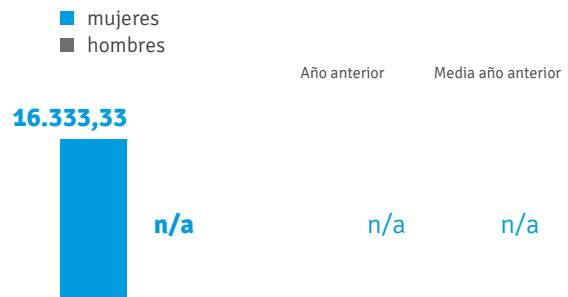 mujeres
hombres
Año anterior Media año anterior
16.333,33
n/a n/a n/a